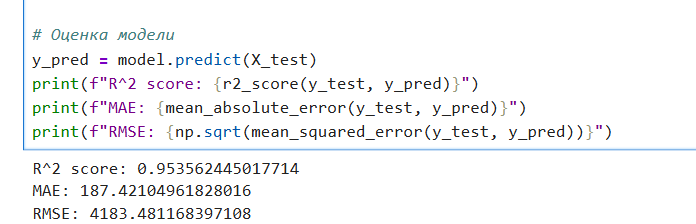 # Оценка модели
y_pred = model.predict(X_test)
print(f"R^2 score: {r2_score(y_test, y_pred)}")
print(f"MAE: {mean_absolute_error(y_test, y_pred)}")
print(f"RMSE: {np.sqrt(mean_squared_error(y_test, y_pred))}")
R^2 score: 0.953562445017714
MAE: 187.42104961828016
RMSE: 4183.481168397108